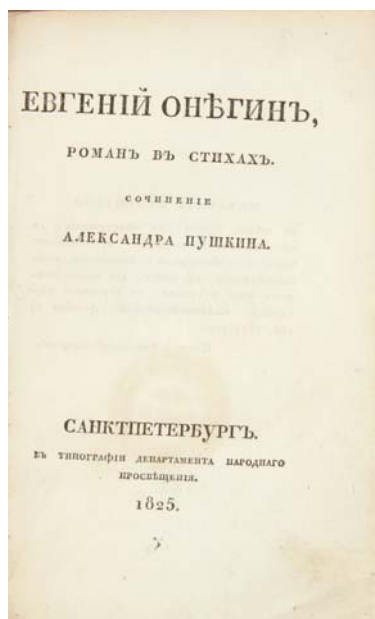 ЕВГЕНІЙ ОНѢГИНЪ,
РОМАНЪ ВЪ СТИХАХЪ.
СОЧИНЕНІЕ
АЛЕКСАНДРА ПУШКИНА.
САНКТПЕТЕРБУРГЪ.
ВЪ ТИПОГРАФІИ ДЕПАРТАМЕНТА НАРОДНАГО
ПРОСВѢЩЕНІЯ.
1825.